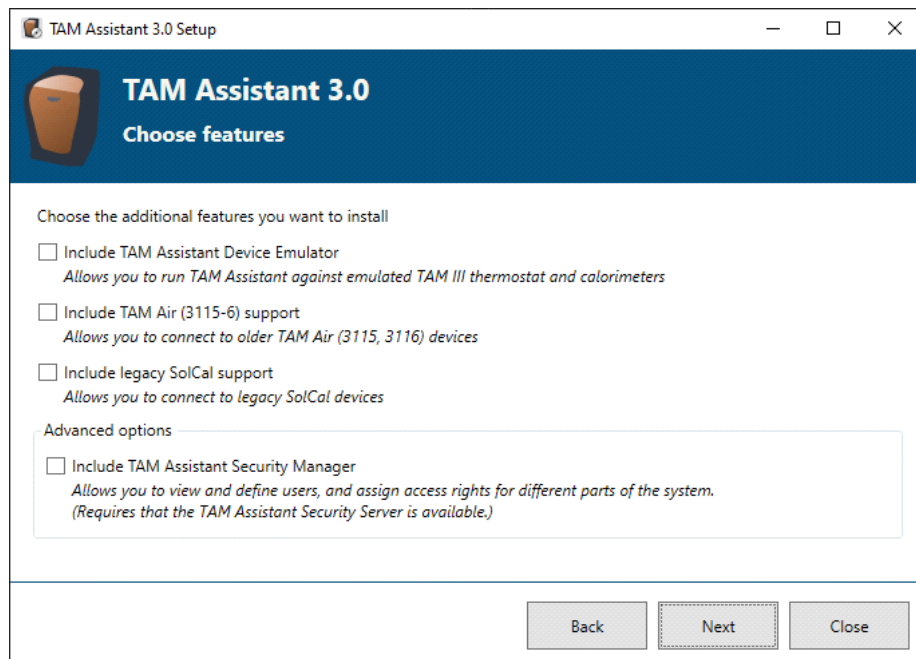 TAM Assistant 3.0 Setup
TAM Assistant 3.0
Choose features
Choose the additional features you want to install
Include TAM Assistant Device Emulator
Allows you to run TAM Assistant against emulated TAM III thermostat and calorimeters
Include TAM Air (3115-6) support
Allows you to connect to older TAM Air (3115, 3116) devices
Include legacy SolCal support
Allows you to connect to legacy SolCal devices
Advanced options
Include TAM Assistant Security Manager
Allows you to view and define users, and assign access rights for different parts of the system.
(Requires that the TAM Assistant Security Server is available.)
Back Next Close